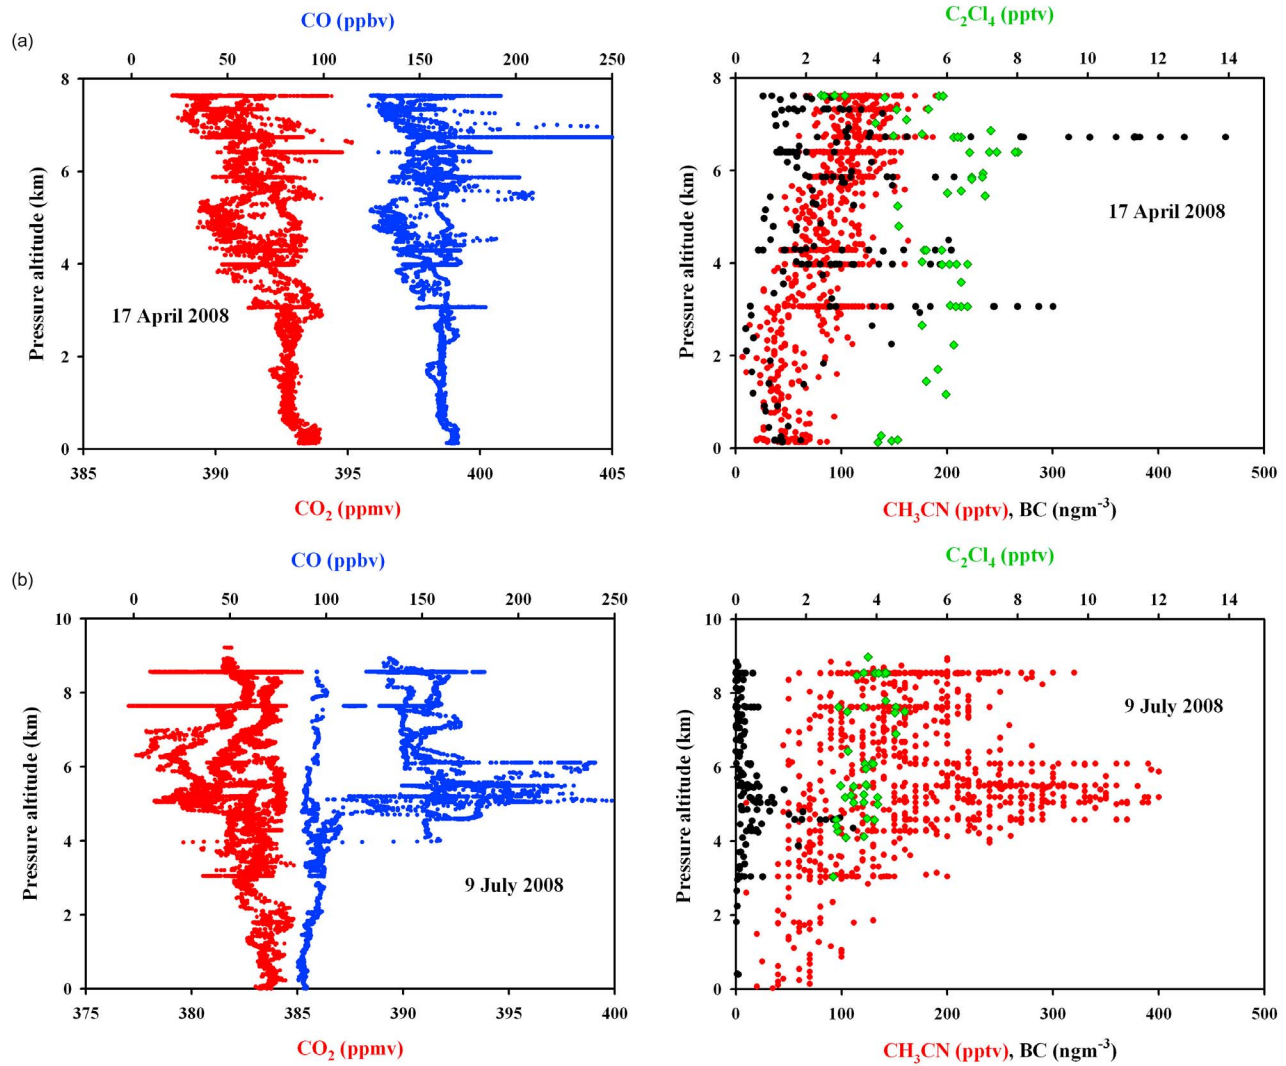 (a)
CO (ppbv)
0 50 100 150 200 250
8
6
4
2
0
Pressure altitude (km)
17 April 2008
385 390 395 400 405
CO₂ (ppmv)
C₂Cl₄ (pptv)
0 2 4 6 8 10 12 14
8
6
4
2
0
Pressure altitude (km)
17 April 2008
0 100 200 300 400 500
CH₃CN (pptv), BC (ngm⁻³)
(b)
CO (ppbv)
0 50 100 150 200 250
10
8
6
4
2
0
Pressure altitude (km)
9 July 2008
375 380 385 390 395 400
CO₂ (ppmv)
C₂Cl₄ (pptv)
0 2 4 6 8 10 12 14
10
8
6
4
2
0
Pressure altitude (km)
9 July 2008
0 100 200 300 400 500
CH₃CN (pptv), BC (ngm⁻³)